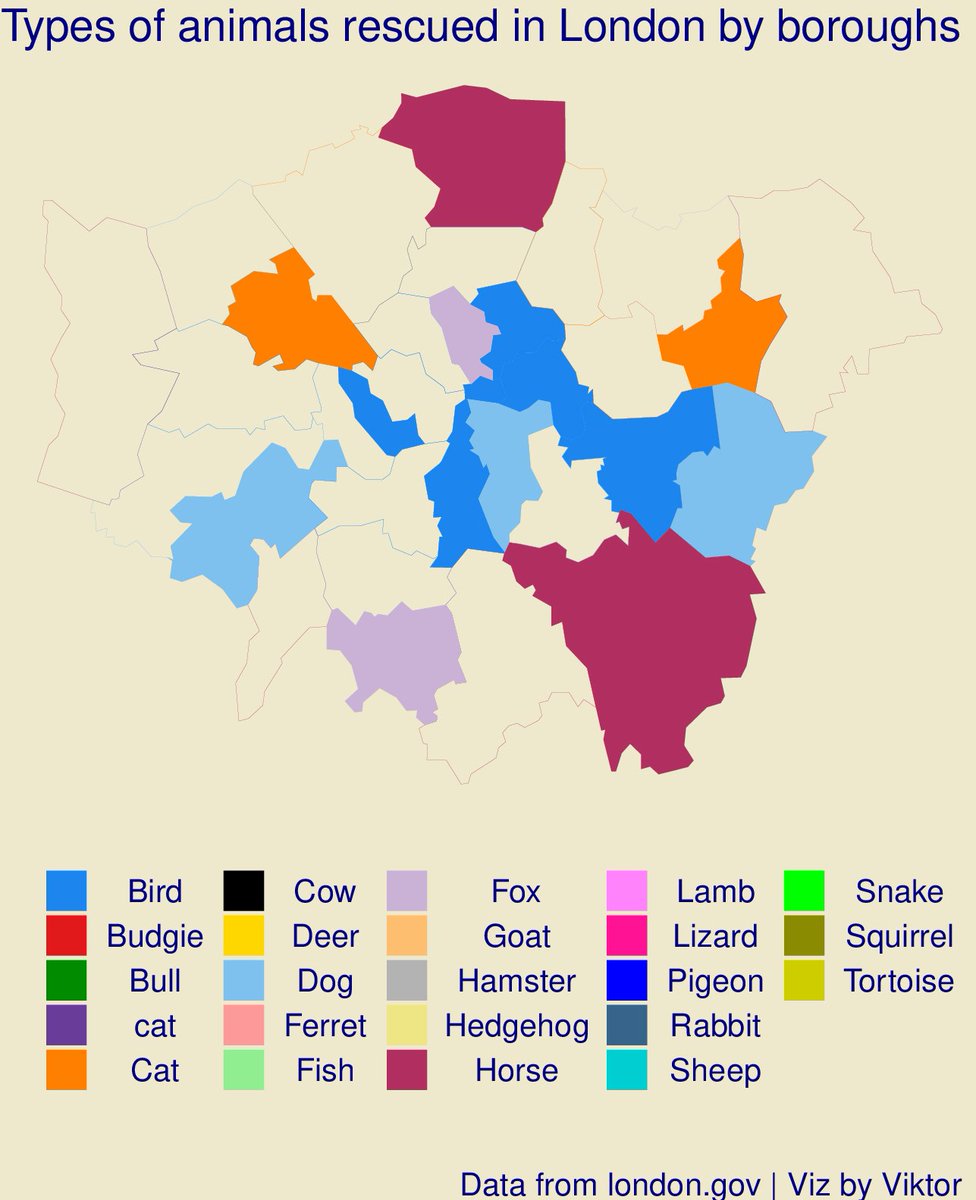 Types of animals rescued in London by boroughs
Bird Cow Fox Lamb Snake
Budgie Deer Goat Lizard Squirrel
Bull Dog Hamster Pigeon Tortoise
cat Ferret Hedgehog Rabbit
Cat Fish Horse Sheep
Data from london.gov | Viz by Viktor